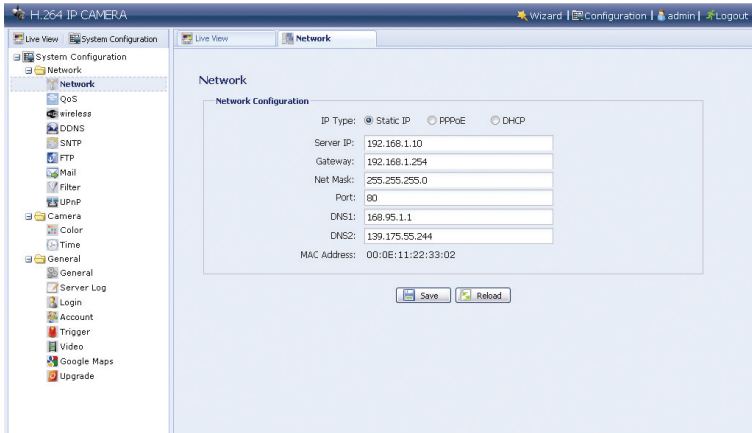 H.264 IP CAMERA
Wizard | Configuration | admin | Logout
Live View System Configuration
Live View Network
System Configuration
Network
Network
QoS
wireless
DDNS
SNTP
FTP
Mail
Filter
UPnP
Camera
Color
Time
General
General
Server Log
Login
Account
Trigger
Video
Google Maps
Upgrade
Network
Network Configuration
IP Type: Static IP PPPoE DHCP
Server IP: 192.168.1.10
Gateway: 192.168.1.254
Net Mask: 255.255.255.0
Port: 80
DNS1: 168.95.1.1
DNS2: 139.175.55.244
MAC Address: 00:0E:11:22:33:02
Save Reload